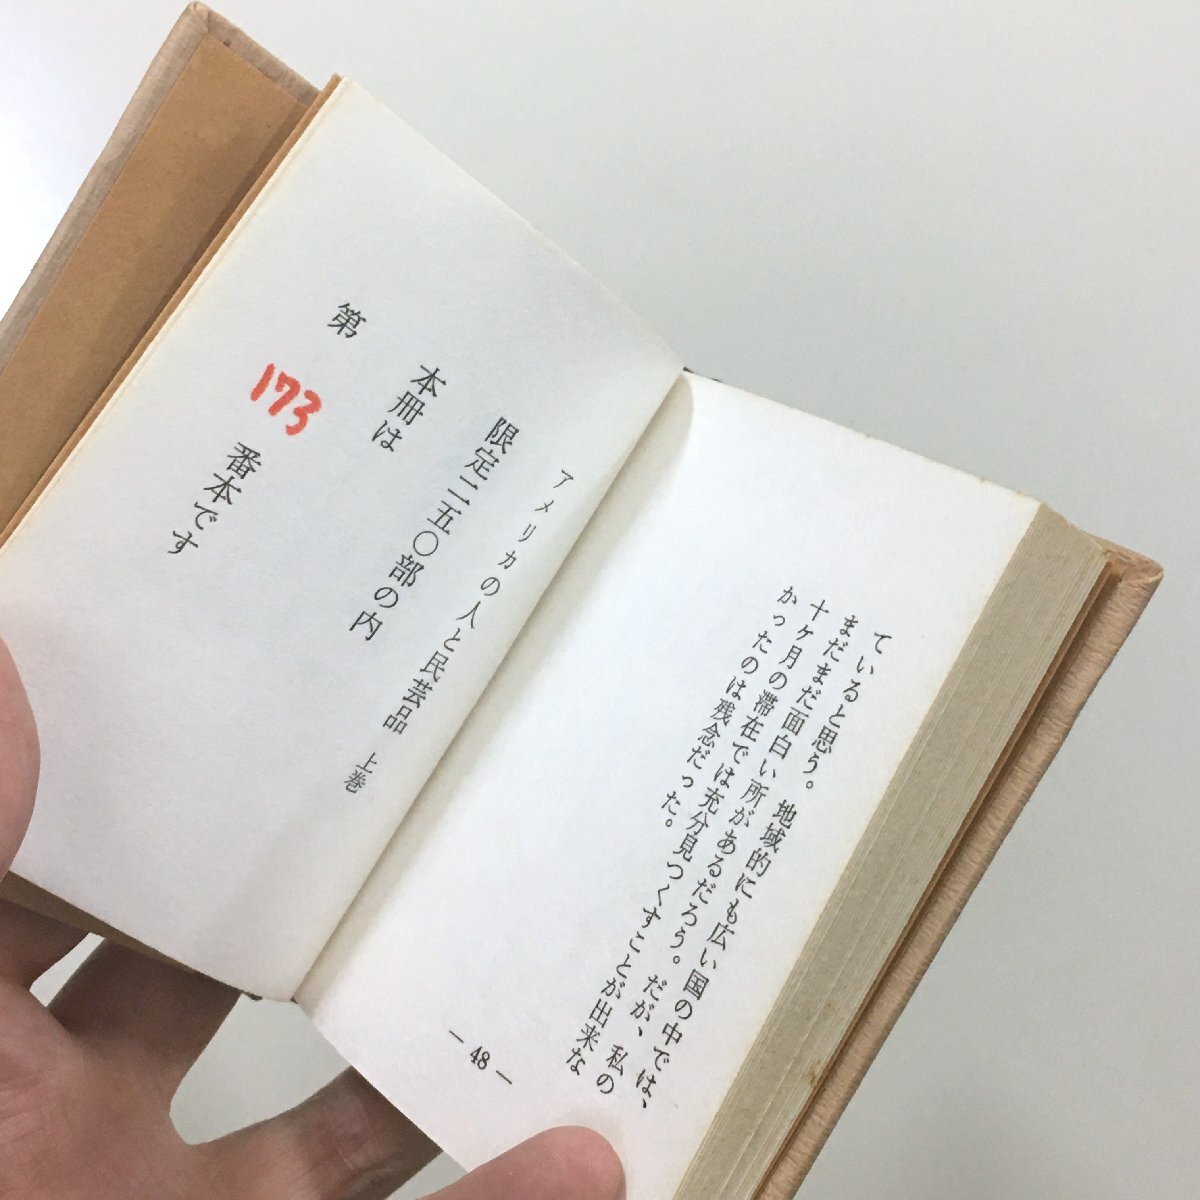 ていると思う。地域的にも広い国の中では、
まだまだ面白い所があるだろう。だが、私の
十ヶ月の滞在では充分見つくすことが出来な
かったのは残念だった。
— 48 —
アメリカの人と民芸品 上巻
限定二五〇部の内
本冊は
第 173 番本です